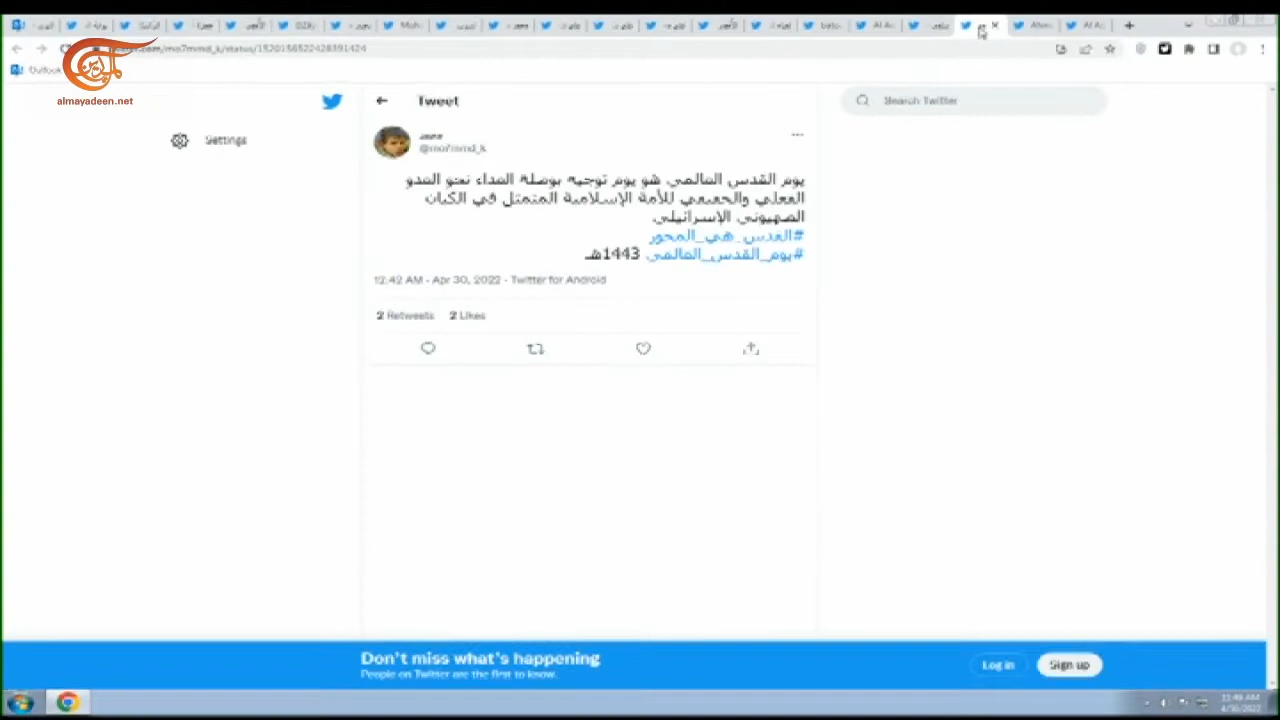 almayadeen.net
Settings
Tweet
Search Twitter
@mo7mmd_k
يوم القدس العالمي هو يوم توجيه بوصلة العداء نحو العدو
الفعلي والحقيقي للأمة الإسلامية المتمثل في الكيان
الصهيوني الإسرائيلي
#القدس_هي_المحور
#يوم_القدس_العالمي 1443هـ
12:42 AM - Apr 30, 2022 - Twitter for Android
2 Retweets 2 Likes
Don't miss what's happening
People on Twitter are the first to know.
Log in
Sign up